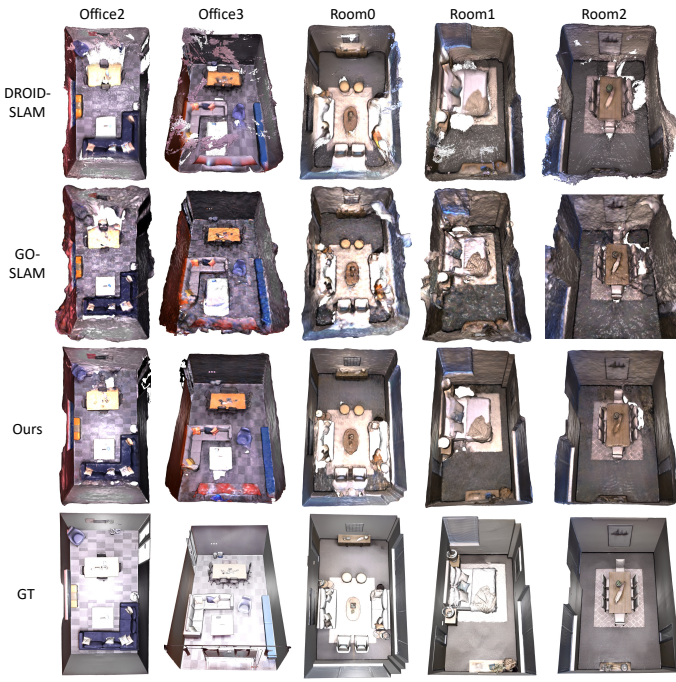 Office2 Office3 Room0 Room1 Room2
DROID-
SLAM
GO-
SLAM
Ours
GT